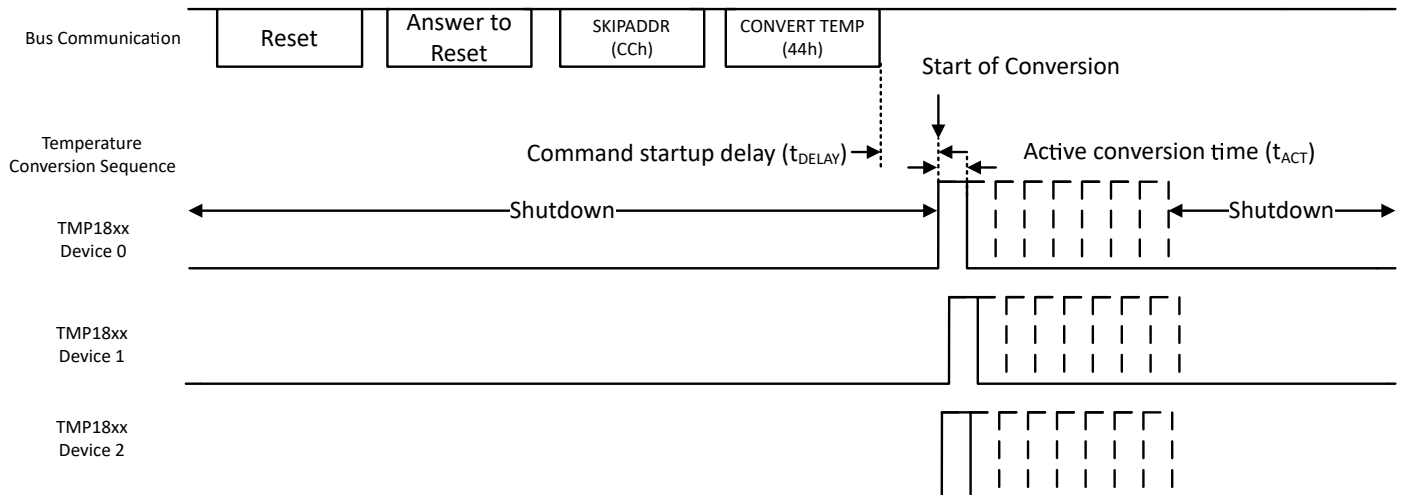 Bus Communication
Reset
Answer to
Reset
SKIPADDR
(CCh)
CONVERT TEMP
(44h)
Start of Conversion
Temperature
Conversion Sequence
Command startup delay (tDELAY)
Active conversion time (tACT)
Shutdown
Shutdown
TMP18xx
Device 0
TMP18xx
Device 1
TMP18xx
Device 2